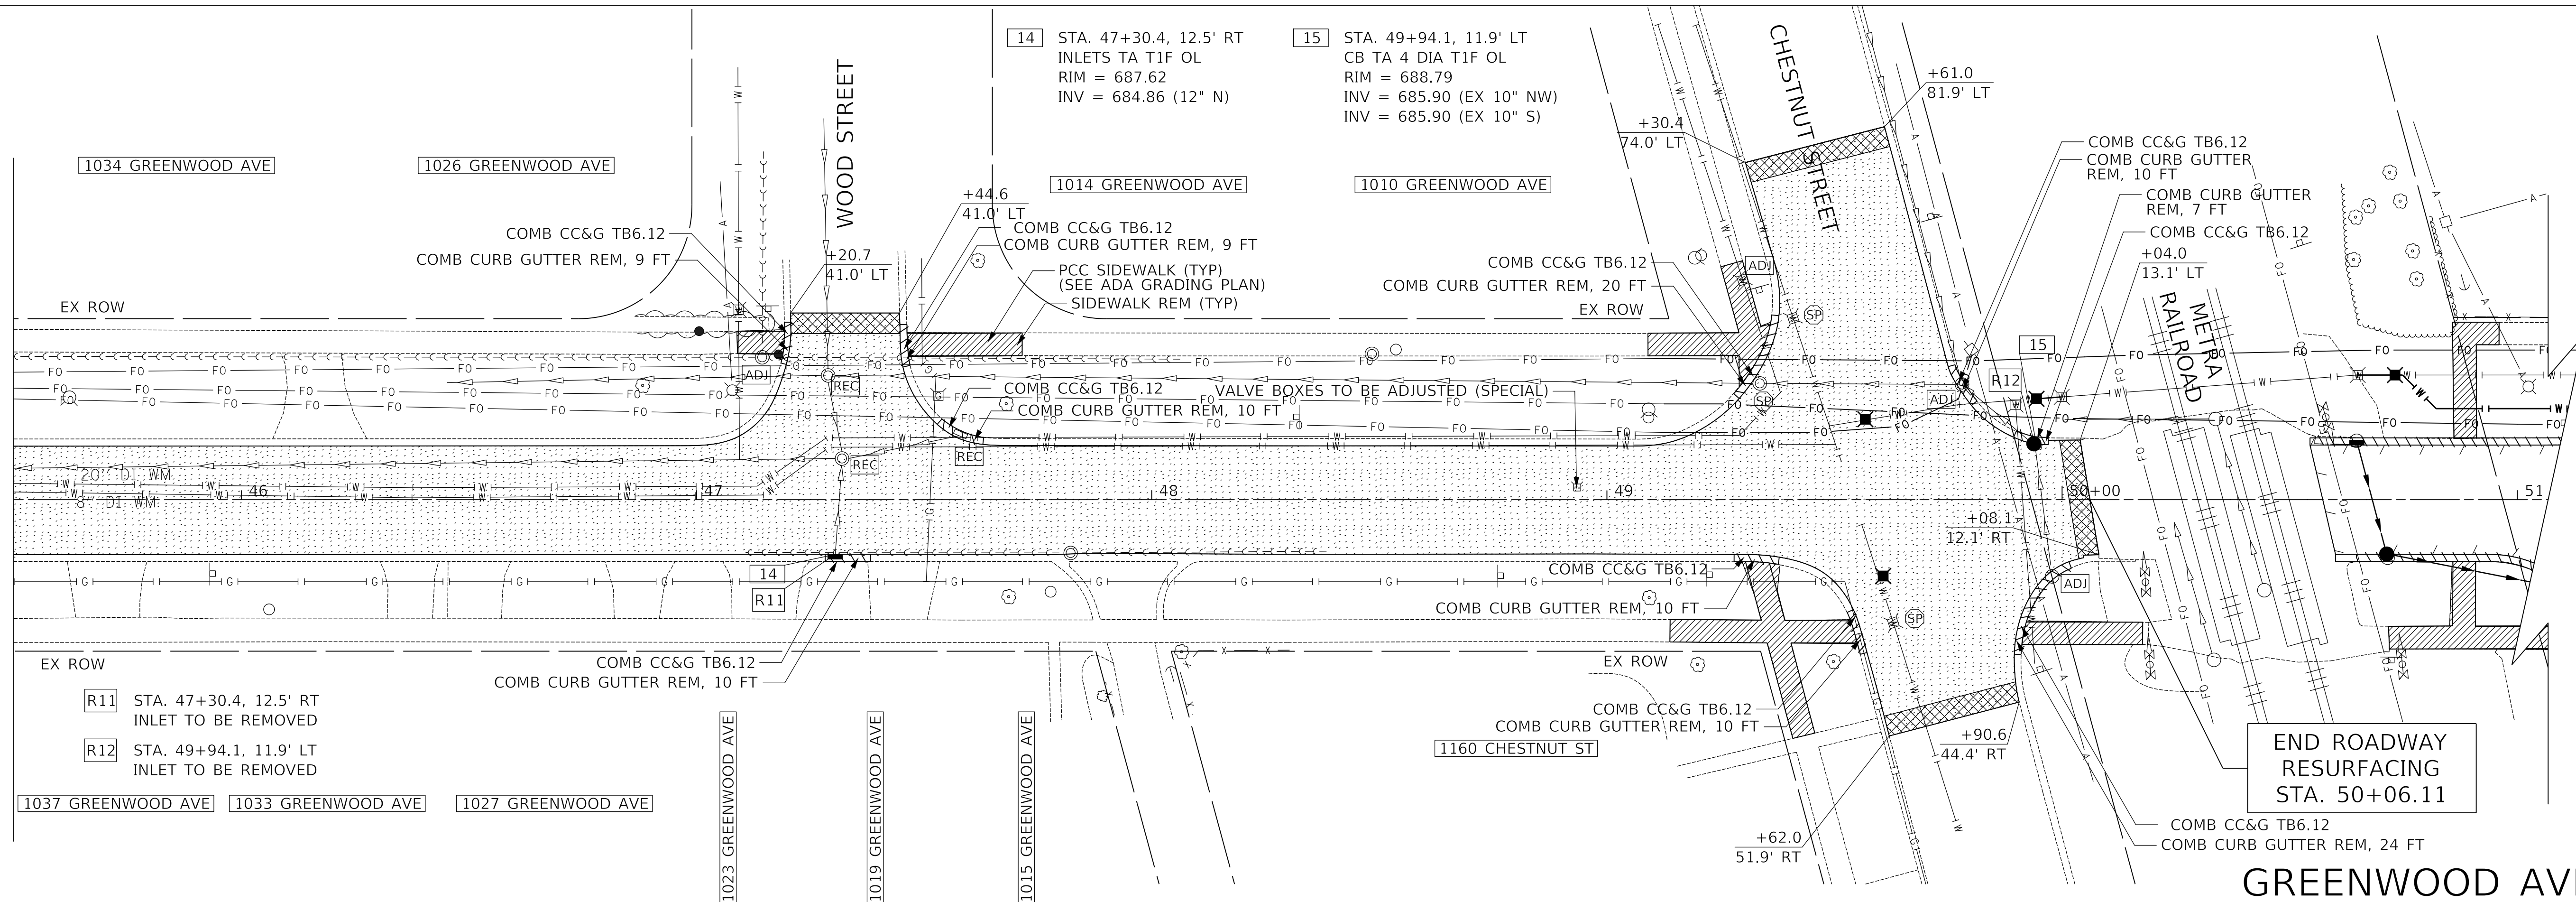 14 STA. 47+30.4, 12.5' RT
INLETS TA T1F OL
RIM = 687.62
INV = 684.86 (12" N)
15 STA. 49+94.1, 11.9' LT
CB TA 4 DIA T1F OL
RIM = 688.79
INV = 685.90 (EX 10" NW)
INV = 685.90 (EX 10" S)
WOOD STREET
CHESTNUT STREET
+61.0
81.9' LT
+30.4
74.0' LT
COMB CC&G TB6.12
COMB CURB GUTTER
REM, 10 FT
COMB CURB GUTTER
REM, 7 FT
COMB CC&G TB6.12
+04.0
13.1' LT
METRA
RAILROAD
1034 GREENWOOD AVE
1026 GREENWOOD AVE
1014 GREENWOOD AVE
1010 GREENWOOD AVE
+44.6
41.0' LT
COMB CC&G TB6.12
COMB CURB GUTTER REM, 9 FT
+20.7
41.0' LT
COMB CC&G TB6.12
COMB CURB GUTTER REM, 9 FT
PCC SIDEWALK (TYP)
(SEE ADA GRADING PLAN)
SIDEWALK REM (TYP)
COMB CC&G TB6.12
COMB CURB GUTTER REM, 20 FT
EX ROW
EX ROW
ADJ
SP
15
R12
ADJ
REC
COMB CC&G TB6.12
COMB CURB GUTTER REM, 10 FT
VALVE BOXES TO BE ADJUSTED (SPECIAL)
SP
ADJ
REC
REC
20" DI WM
8" DI WM
46
47
48
49
50+00
51
+08.1
12.1' RT
14
R11
COMB CC&G TB6.12
COMB CURB GUTTER REM, 10 FT
ADJ
SP
EX ROW
COMB CC&G TB6.12
COMB CURB GUTTER REM, 10 FT
EX ROW
R11 STA. 47+30.4, 12.5' RT
INLET TO BE REMOVED
R12 STA. 49+94.1, 11.9' LT
INLET TO BE REMOVED
COMB CC&G TB6.12
COMB CURB GUTTER REM, 10 FT
1160 CHESTNUT ST
+90.6
44.4' RT
END ROADWAY
RESURFACING
STA. 50+06.11
1037 GREENWOOD AVE
1033 GREENWOOD AVE
1027 GREENWOOD AVE
1023 GREENWOOD AVE
1019 GREENWOOD AVE
1015 GREENWOOD AVE
+62.0
51.9' RT
COMB CC&G TB6.12
COMB CURB GUTTER REM, 24 FT
GREENWOOD AV